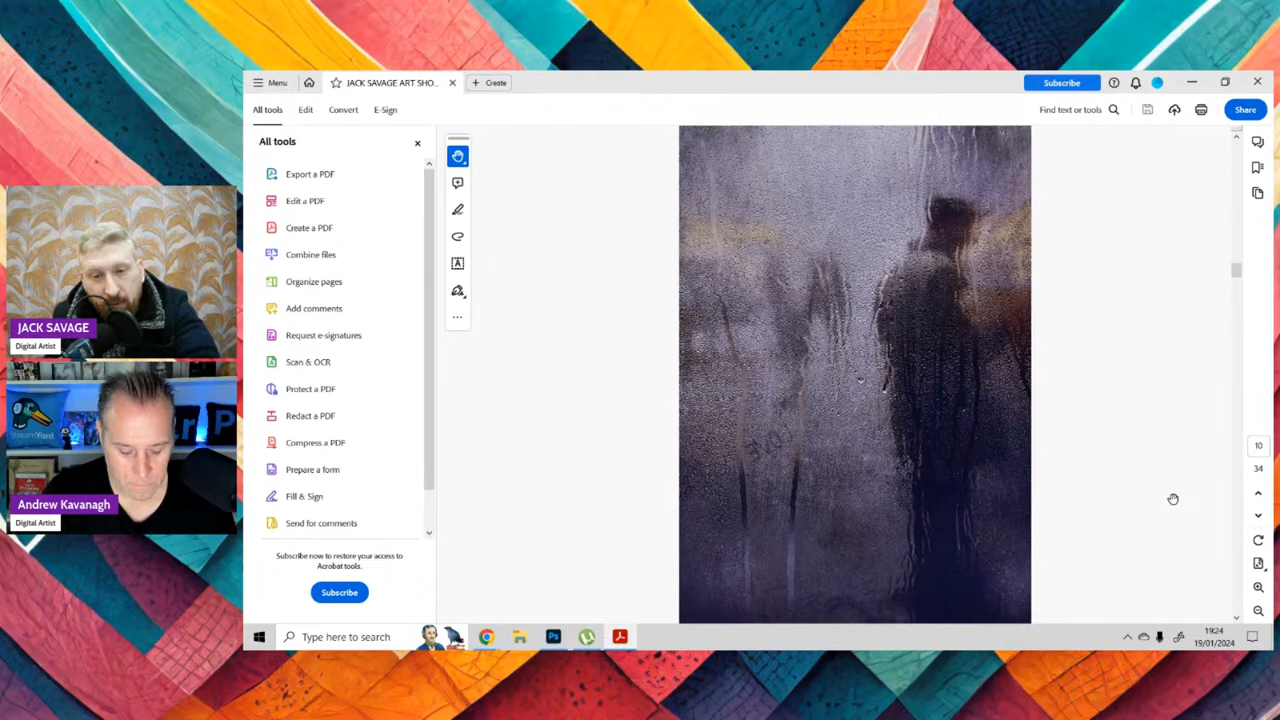 Menu
JACK SAVAGE ART SHO...
Create
Subscribe
All tools
Edit
Convert
E-Sign
Find text or tools
Share
All tools
Export a PDF
Edit a PDF
Create a PDF
Combine files
Organize pages
Add comments
Request e-signatures
Scan & OCR
Protect a PDF
Redact a PDF
Compress a PDF
Prepare a form
Fill & Sign
Send for comments
Subscribe now to restore your access to
Acrobat tools.
Subscribe
10
34
JACK SAVAGE
Digital Artist
StreamYard
Andrew Kavanagh
Digital Artist
Type here to search
Ps
19:24
19/01/2024